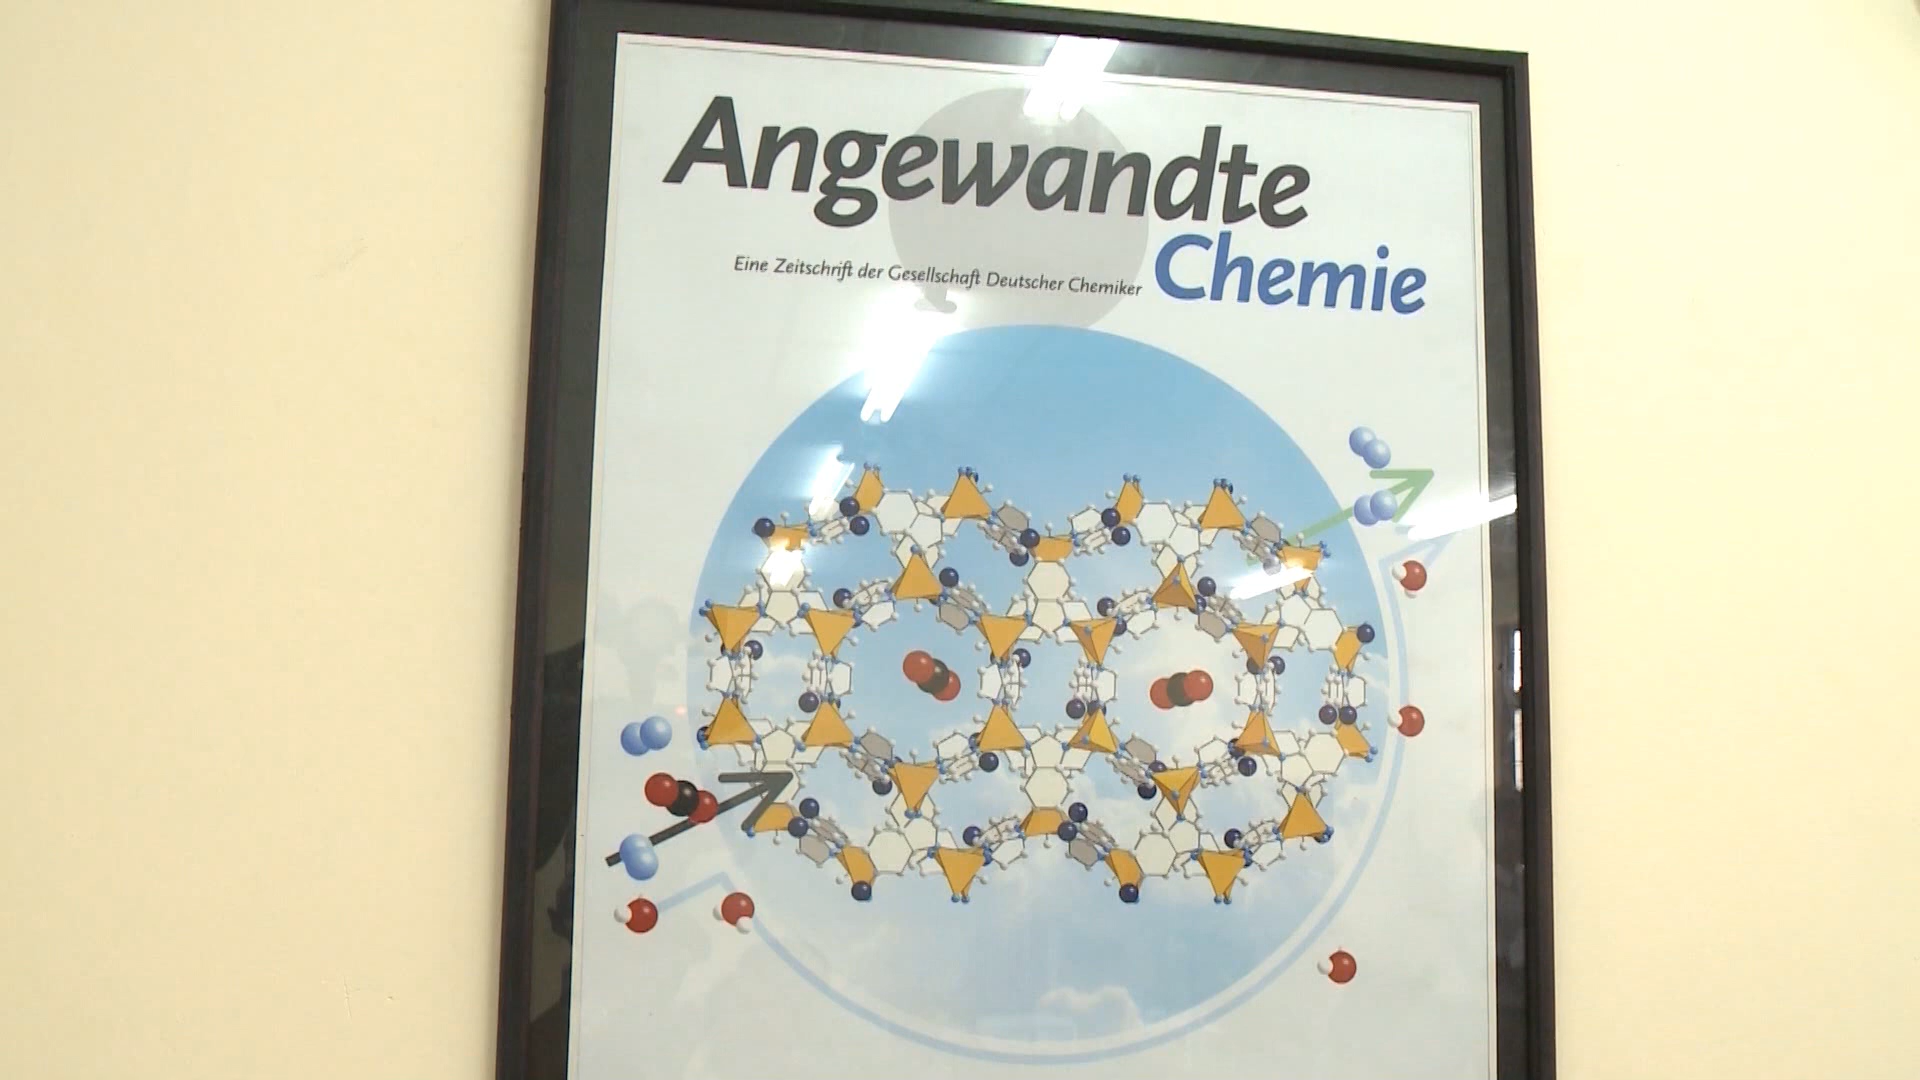 Angewandte
Chemie
Eine Zeitschrift der Gesellschaft Deutscher Chemiker